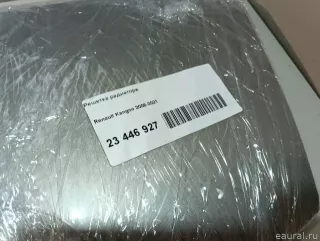 Решетка радиатора
Renault Kangoo 2008-2021
23 446 927
eaural.ru